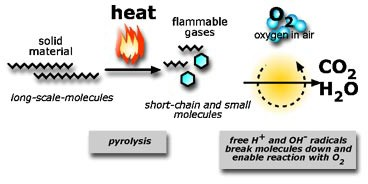 heat
solid
material
flammable
gases
O2
oxygen in air
CO2
H2O
long-scale-molecules
short-chain and small
molecules
pyrolysis
free H+ and OH- radicals
break molecules down and
enable reaction with O2